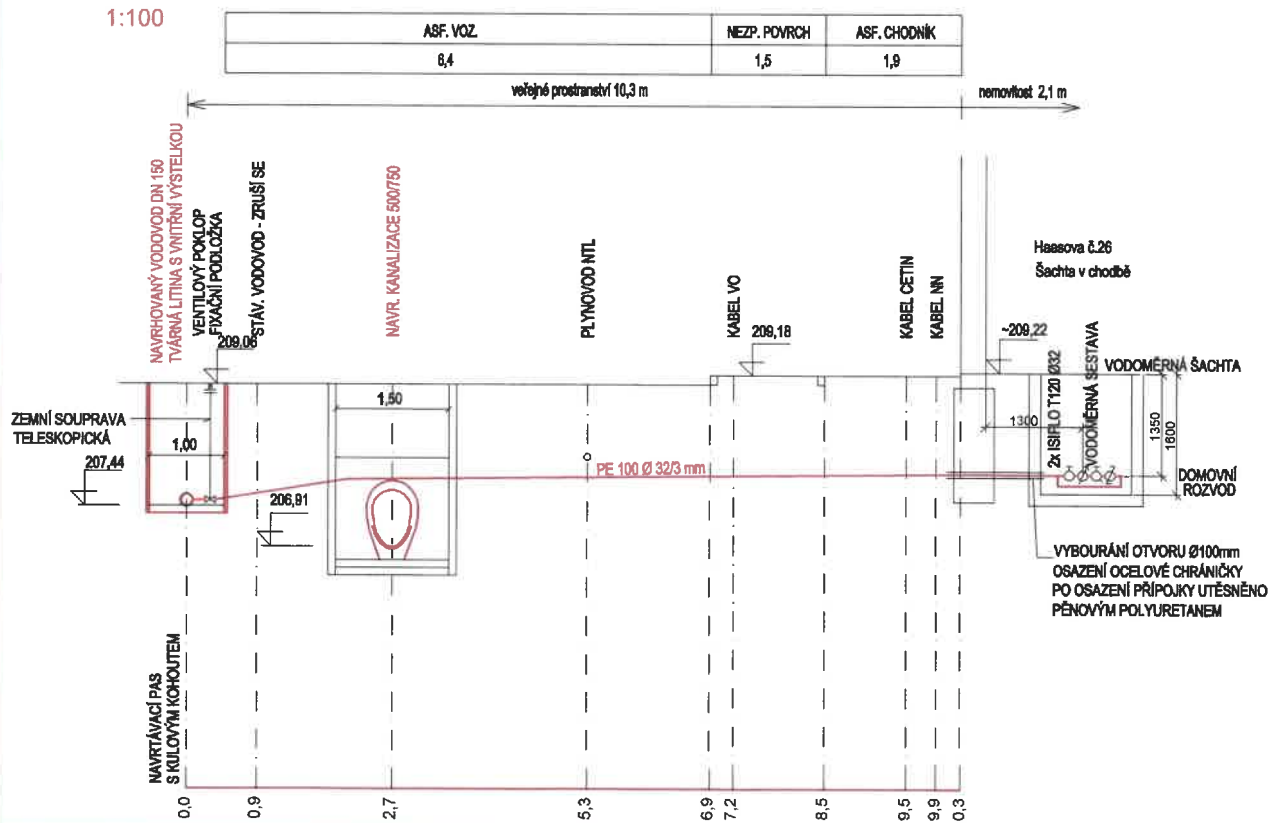 1:100
ASF. VOZ.
NEZP. POVRCH
ASF. CHODNÍK
6,4
1,5
1,9
veřejné prostranství 10,3 m
nemovitost 2,1 m
NAVRHOVANÝ VODOVOD DN 150
TVÁRNÁ LITINA S VNITŘNÍ VÝSTELKOU
VENTILOVÝ POKLOP
FIXAČNÍ PODLOŽKA
STÁV. VODOVOD - ZRUŠÍ SE
NAVR. KANALIZACE 500/750
PLYNOVOD NTL
KABEL VO
KABEL CETIN
KABEL NN
Haasova č.26
Šachta v chodbě
209,06
209,18
~209,22
2x ISIFLO T120 Ø32
VODOMĚRNÁ SESTAVA
VODOMĚRNÁ ŠACHTA
ZEMNÍ SOUPRAVA
TELESKOPICKÁ
1,00
1,50
1300
1350
1600
207,44
PE 100 Ø 32/3 mm
DOMOVNÍ
ROZVOD
206,91
VYBOURÁNÍ OTVORU Ø100mm
OSAZENÍ OCELOVÉ CHRÁNIČKY
PO OSAZENÍ PŘÍPOJKY UTĚSNĚNO
PĚNOVÝM POLYURETANEM
NAVRTÁVACÍ PAS
S KULOVÝM KOHOUTEM
0,0
0,9
2,7
5,3
6,9
7,2
8,5
9,5
9,9
0,3